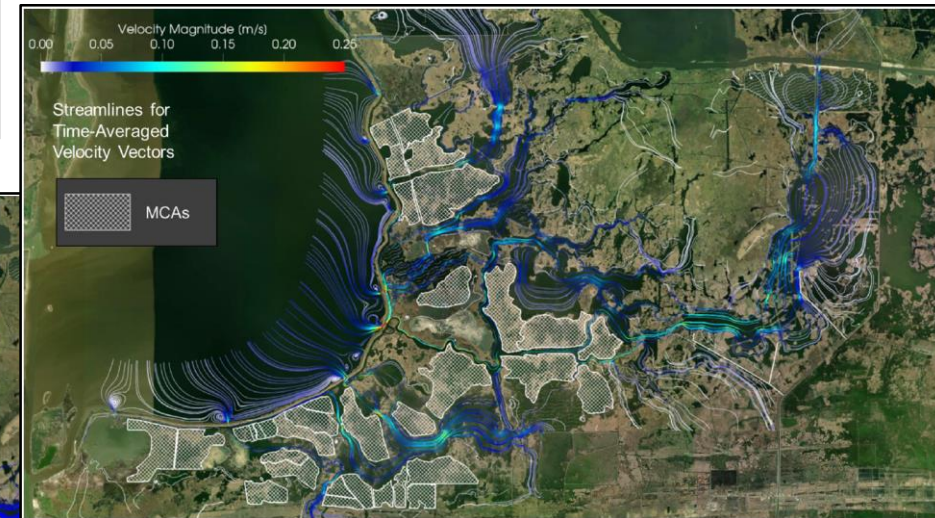 Velocity Magnitude [m/s]
0.00 0.05 0.10 0.15 0.20 0.25
Streamlines for
Time-Averaged
Velocity Vectors
MCAs